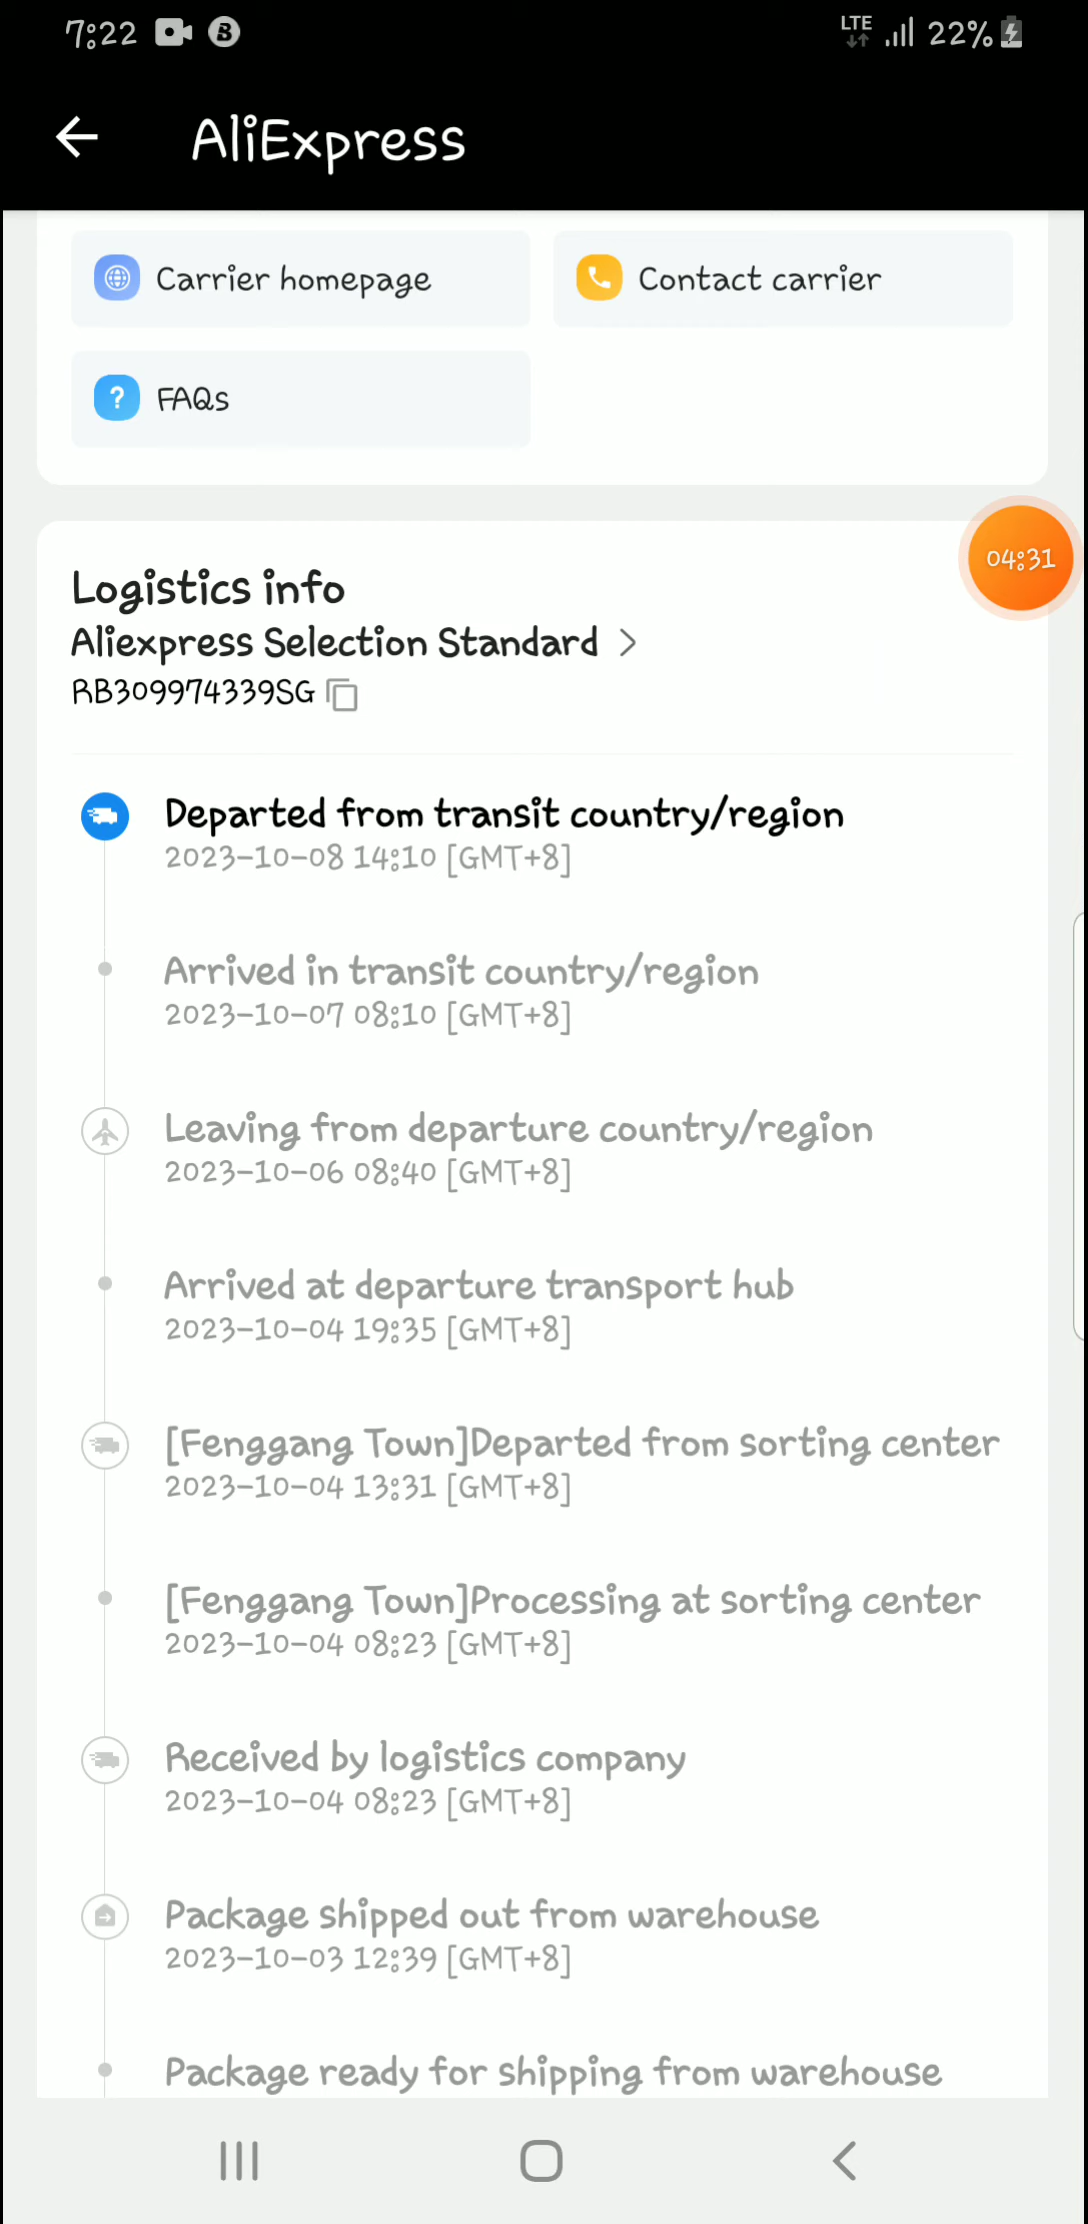 7:22
LTE
22%
AliExpress
Carrier homepage
Contact carrier
? FAQs
04:31
Logistics info
Aliexpress Selection Standard >
RB309974339SG
Departed from transit country/region
2023-10-08 14:10 [GMT+8]
Arrived in transit country/region
2023-10-07 08:10 [GMT+8]
Leaving from departure country/region
2023-10-06 08:40 [GMT+8]
Arrived at departure transport hub
2023-10-04 19:35 [GMT+8]
[Fenggang Town]Departed from sorting center
2023-10-04 13:31 [GMT+8]
[Fenggang Town]Processing at sorting center
2023-10-04 08:23 [GMT+8]
Received by logistics company
2023-10-04 08:23 [GMT+8]
Package shipped out from warehouse
2023-10-03 12:39 [GMT+8]
Package ready for shipping from warehouse